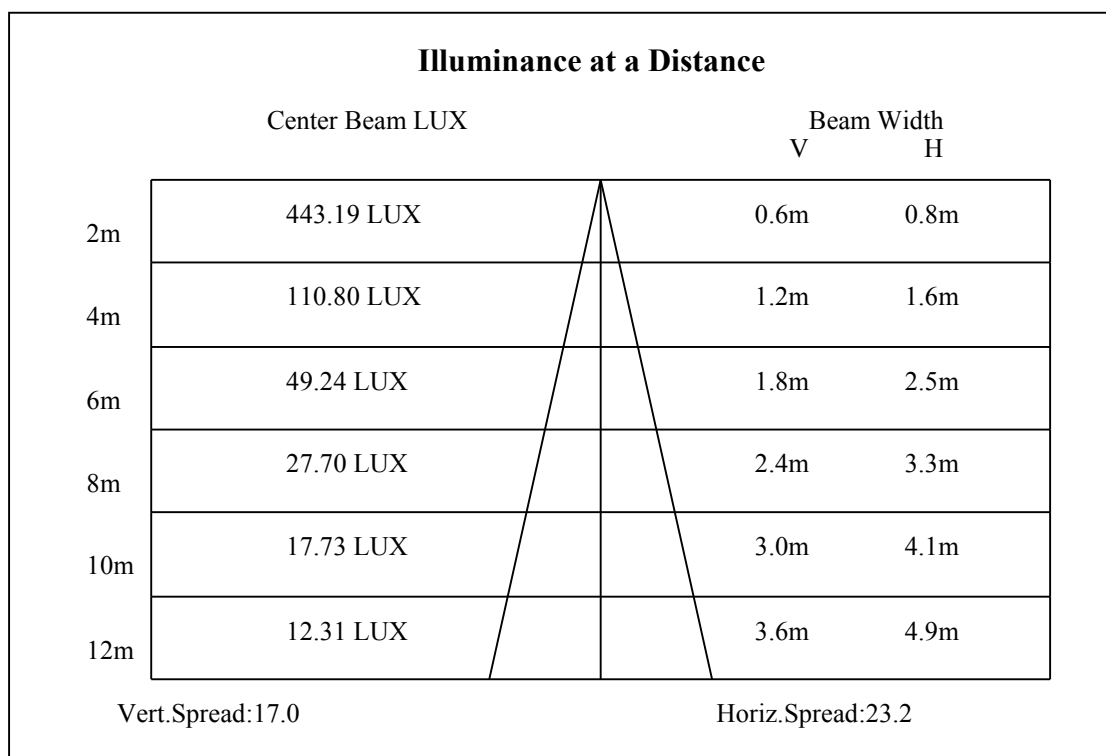 Illuminance at a Distance
Center Beam LUX Beam Width
V H
2m 443.19 LUX 0.6m 0.8m
4m 110.80 LUX 1.2m 1.6m
6m 49.24 LUX 1.8m 2.5m
8m 27.70 LUX 2.4m 3.3m
10m 17.73 LUX 3.0m 4.1m
12m 12.31 LUX 3.6m 4.9m
Vert.Spread:17.0 Horiz.Spread:23.2